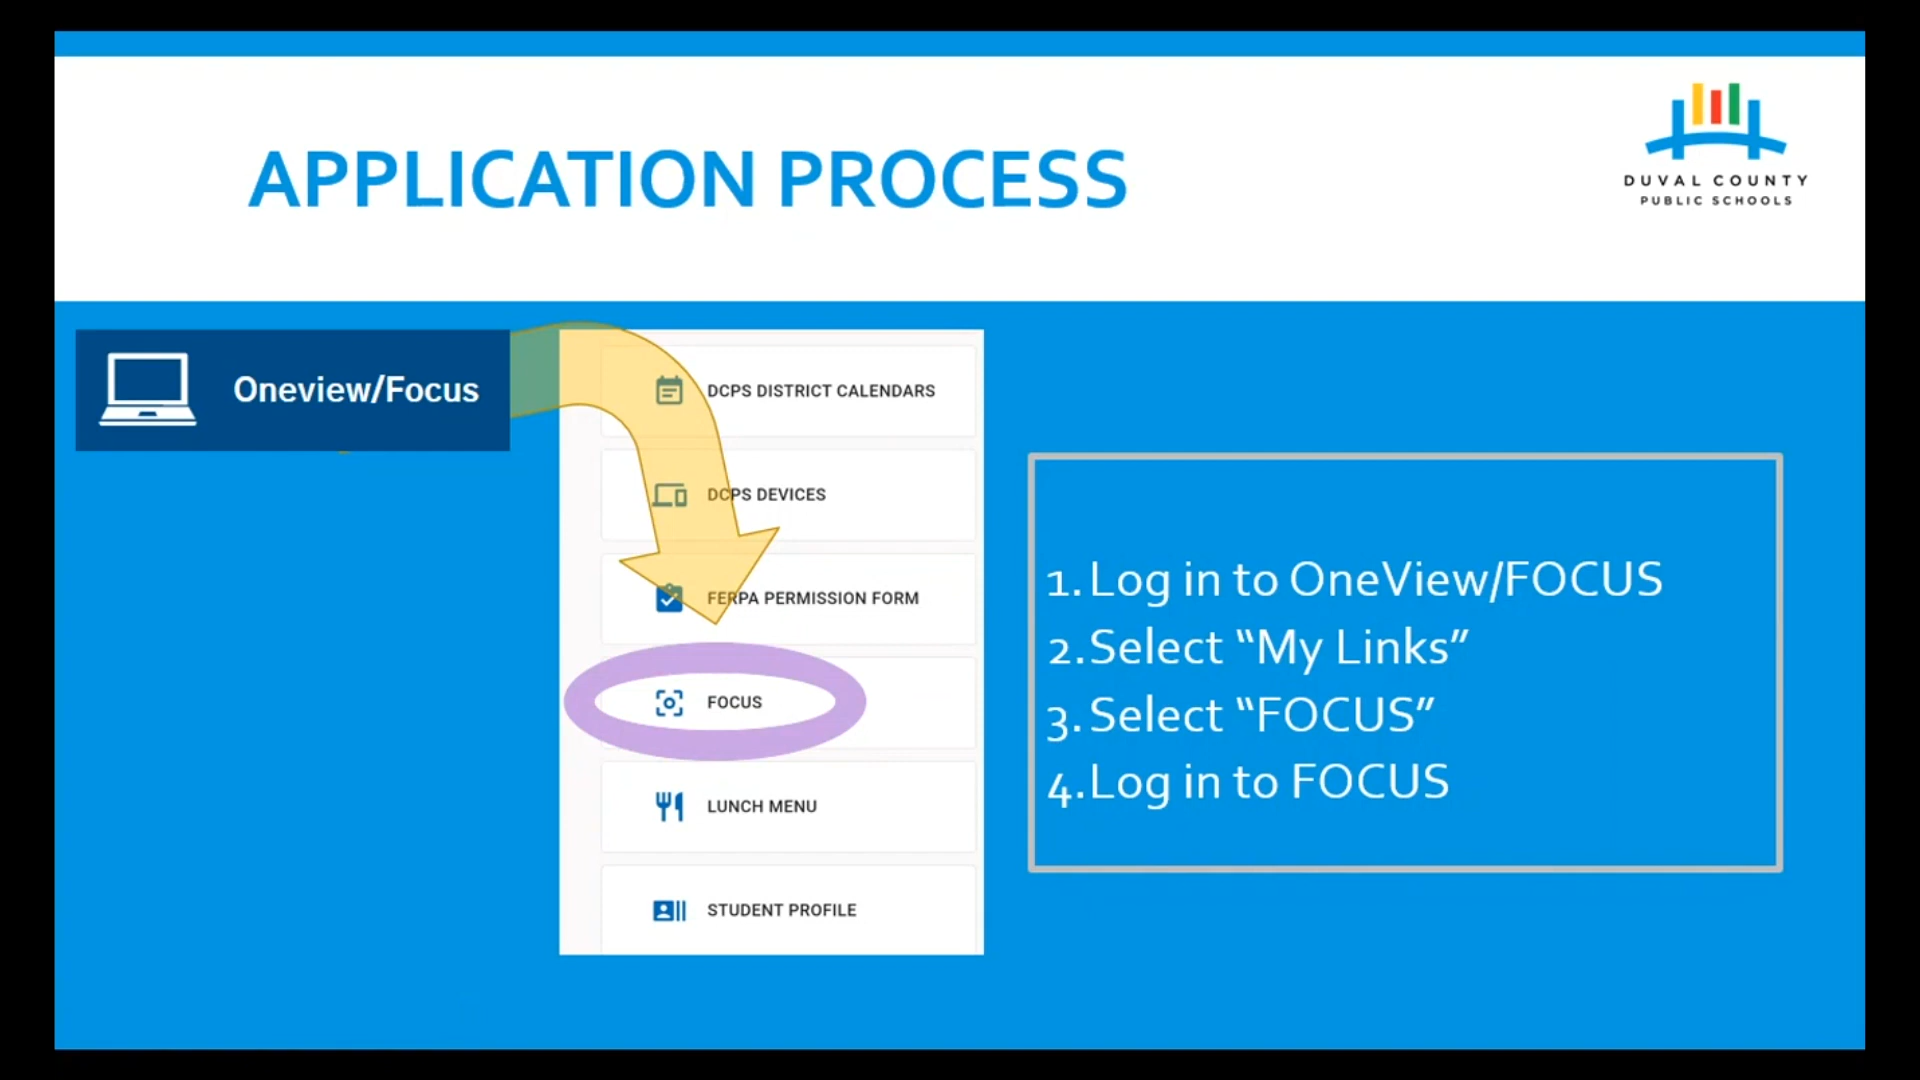 APPLICATION PROCESS
DUVAL COUNTY
PUBLIC SCHOOLS
Oneview/Focus
DCPS DISTRICT CALENDARS
DCPS DEVICES
FERPA PERMISSION FORM
FOCUS
LUNCH MENU
STUDENT PROFILE
1. Log in to OneView/FOCUS
2. Select “My Links”
3. Select “FOCUS”
4. Log in to FOCUS